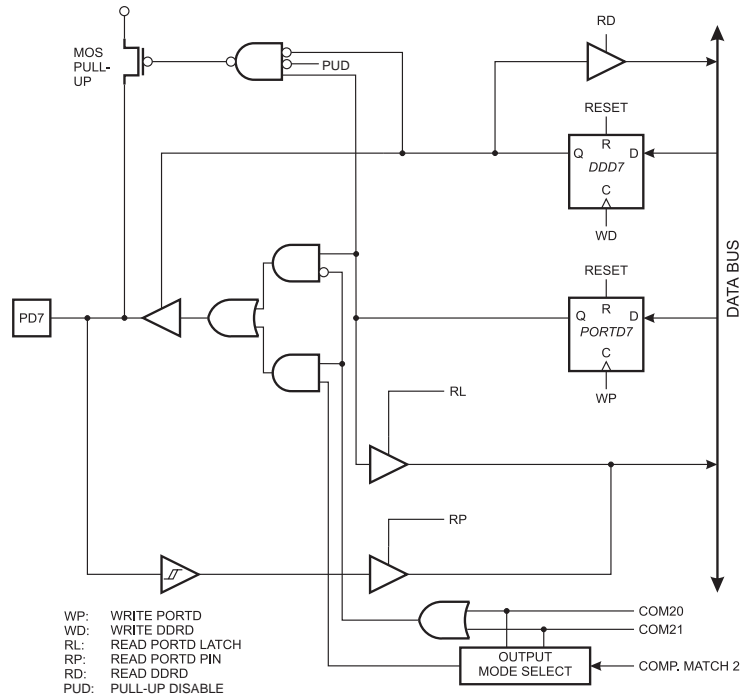 RD
MOS
PULL-
UP
PUD
RESET
R
Q
D
DDD7
C
WD
DATA BUS
RESET
R
PD7
Q
D
PORTD7
C
WP
RL
RP
WP: WRITE PORTD
WD: WRITE DDRD
RL: READ PORTD LATCH
RP: READ PORTD PIN
RD: READ DDRD
PUD: PULL-UP DISABLE
COM20
COM21
OUTPUT
MODE SELECT
COMP. MATCH 2